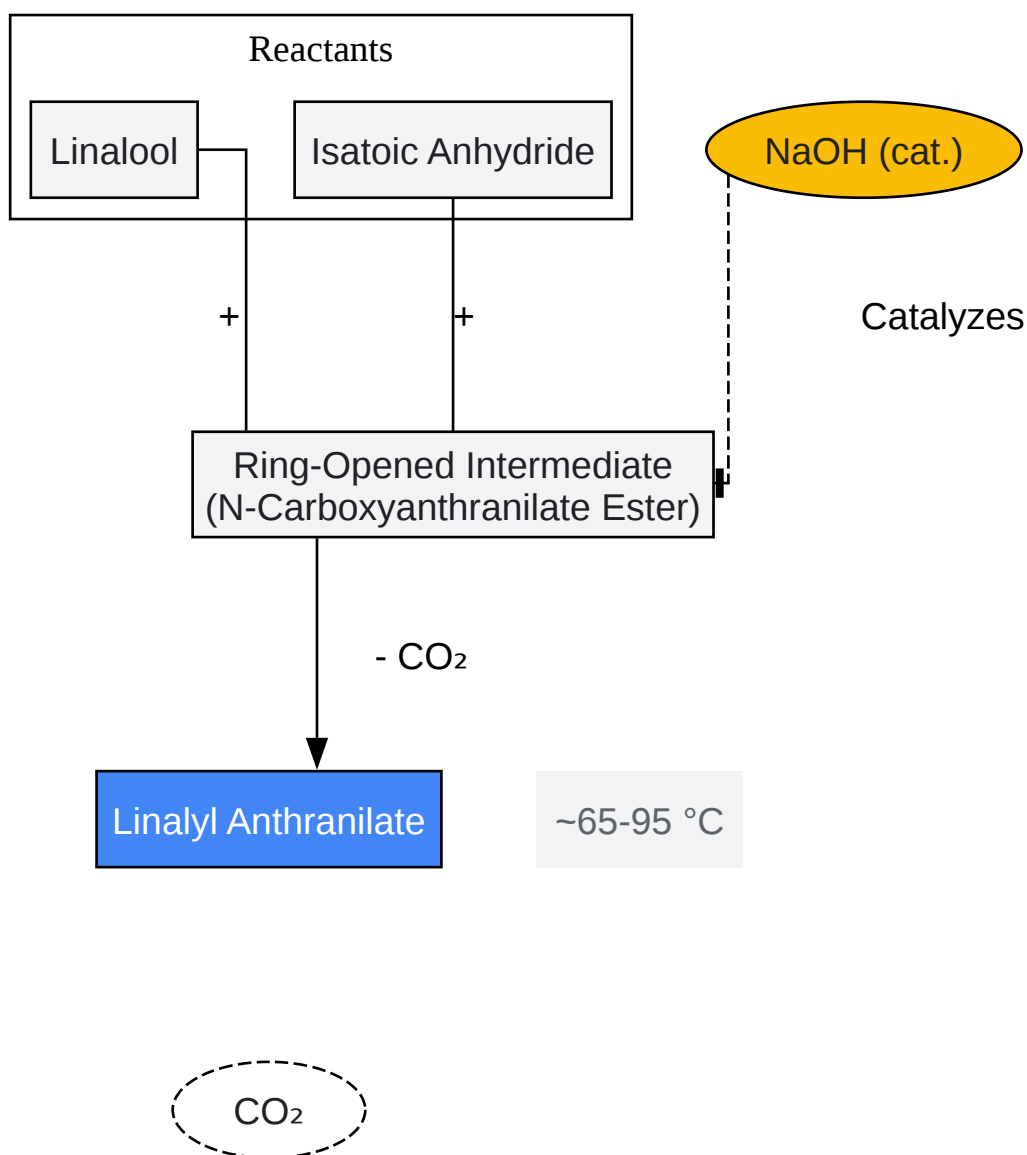 Reactants
Linalool
Isatoic Anhydride
NaOH (cat.)
+
+
Catalyzes
Ring-Opened Intermediate
(N-Carboxyanthranilate Ester)
- CO₂
Linalyl Anthranilate
~65-95 °C
CO₂